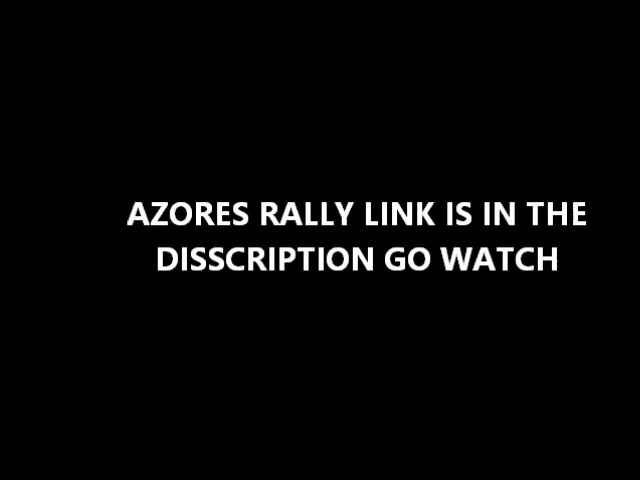 AZORES RALLY LINK IS IN THE
DISSCRIPTION GO WATCH